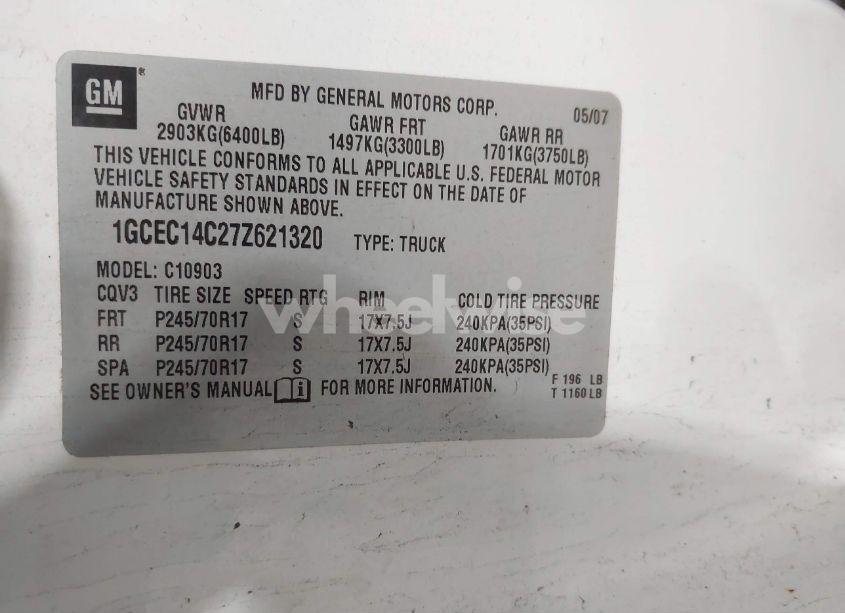 GM
MFD BY GENERAL MOTORS CORP. 05/07
GVWR GAWR FRT GAWR RR
2903KG(6400LB) 1497KG(3300LB) 1701KG(3750LB)
THIS VEHICLE CONFORMS TO ALL APPLICABLE U.S. FEDERAL MOTOR
VEHICLE SAFETY STANDARDS IN EFFECT ON THE DATE OF
MANUFACTURE SHOWN ABOVE.
1GCEC14C27Z621320 TYPE: TRUCK
MODEL: C10903
CQV3 TIRE SIZE SPEED RTG RIM COLD TIRE PRESSURE
FRT P245/70R17 S 17X7.5J 240KPA(35PSI)
RR P245/70R17 S 17X7.5J 240KPA(35PSI)
SPA P245/70R17 S 17X7.5J 240KPA(35PSI)
SEE OWNER'S MANUAL i FOR MORE INFORMATION.
F 196 LB
T 1160 LB
wheelwise